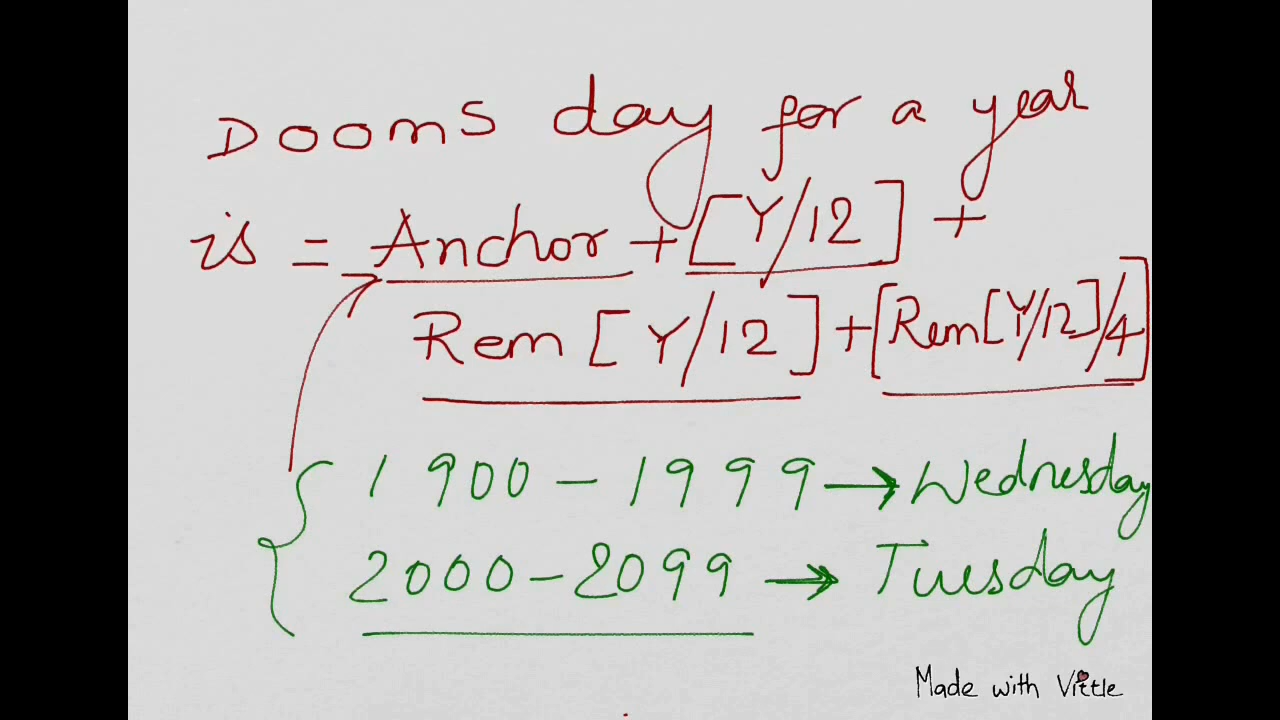 Dooms day for a year
is = Anchor + [Y/12] +
Rem [Y/12] + [Rem[Y/12]/4]
1900 - 1999 → Wednesday
2000 - 2099 → Tuesday
Made with Vittle